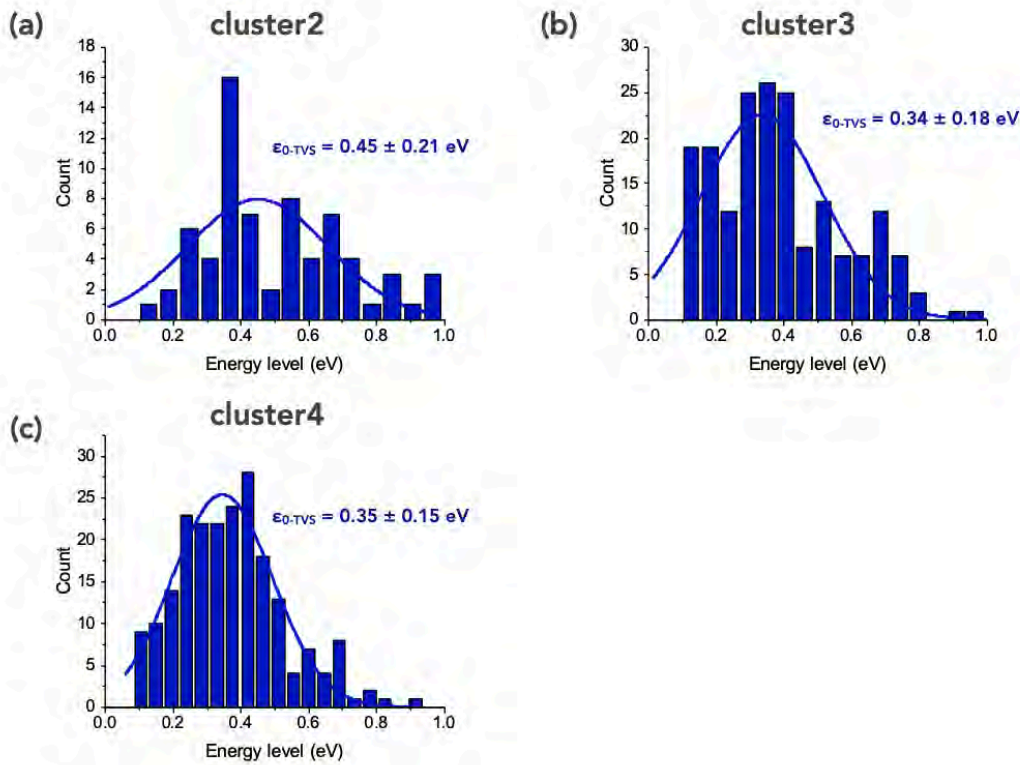 (a)
cluster2
18
16
14
12
10
8
6
4
2
0
Count
ε0-TVS = 0.45 ± 0.21 eV
0.0 0.2 0.4 0.6 0.8 1.0
Energy level (eV)
(b)
cluster3
30
25
20
15
10
5
0
Count
ε0-TVS = 0.34 ± 0.18 eV
0.0 0.2 0.4 0.6 0.8 1.0
Energy level (eV)
(c)
cluster4
30
25
20
15
10
5
0
Count
ε0-TVS = 0.35 ± 0.15 eV
0.0 0.2 0.4 0.6 0.8 1.0
Energy level (eV)